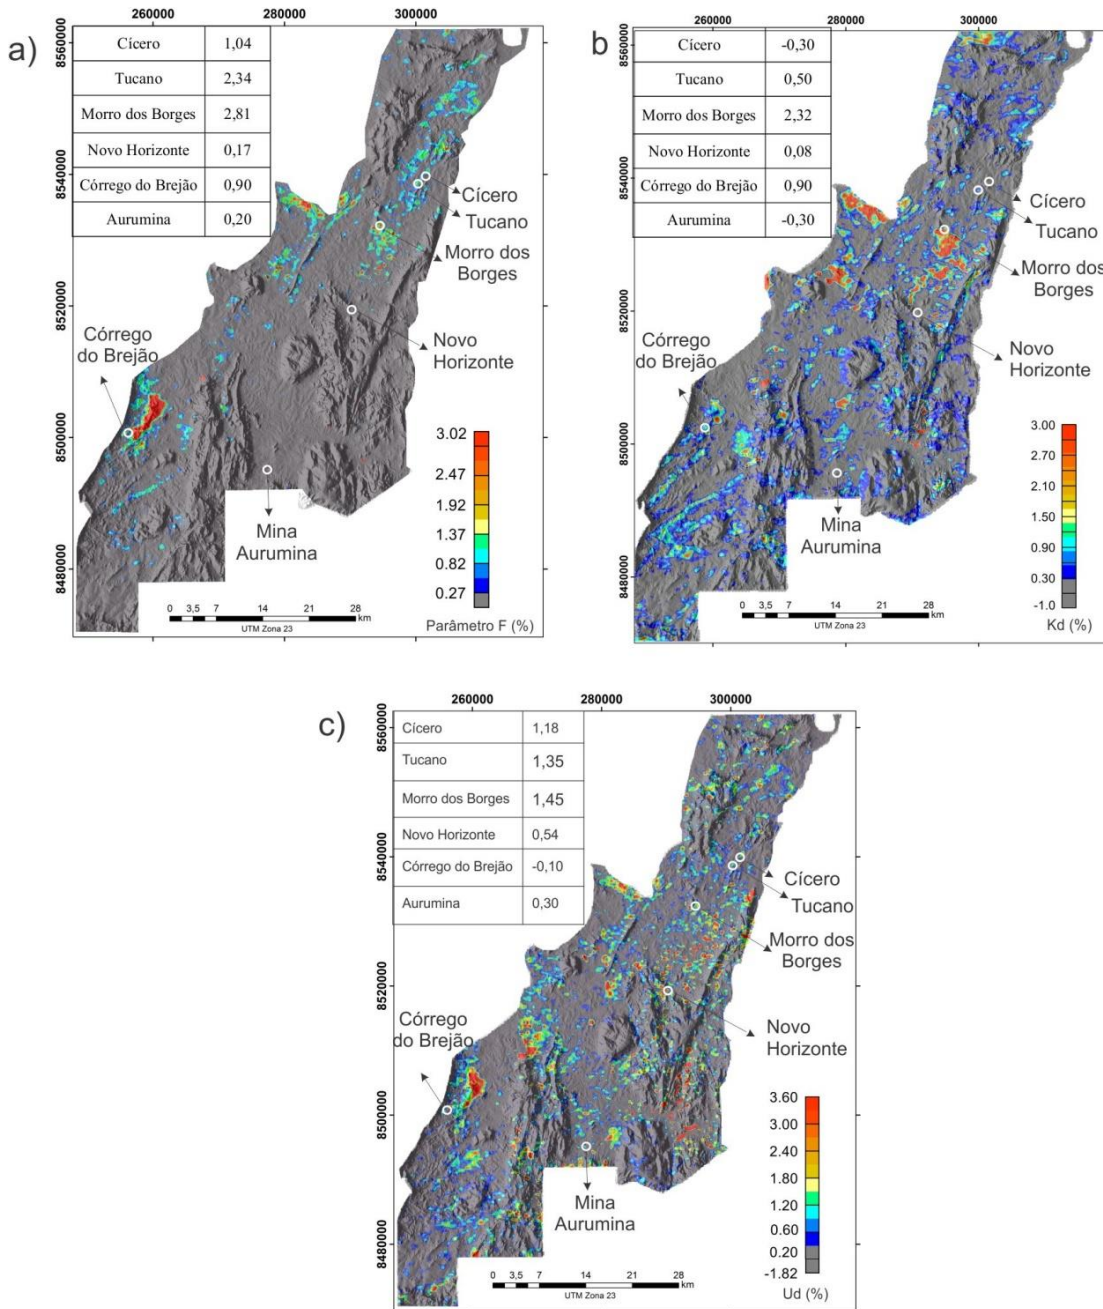 a)
260000 280000 300000
8560000
8540000
8520000
8500000
8480000
Cícero 1,04
Tucano 2,34
Morro dos Borges 2,81
Novo Horizonte 0,17
Córrego do Brejão 0,90
Aurumina 0,20
Cícero
Tucano
Morro dos
Borges
Novo
Horizonte
Córrego
do Brejão
Mina
Aurumina
3.02
2.47
1.92
1.37
0.82
0.27
Parâmetro F (%)
0 3,5 7 14 21 28
km
UTM Zona 23
260000 280000 300000
b)
260000 280000 300000
8560000
8540000
8520000
8500000
8480000
Cícero -0,30
Tucano 0,50
Morro dos Borges 2,32
Novo Horizonte 0,08
Córrego do Brejão 0,90
Aurumina -0,30
Cícero
Tucano
Morro dos
Borges
Novo
Horizonte
Córrego
do Brejão
Mina
Aurumina
3.00
2.70
2.10
1.50
0.90
0.30
-1.0
Kd (%)
0 3,5 7 14 21 28
km
UTM Zona 23
260000 280000 300000
c)
260000 280000 300000
8560000
8540000
8520000
8500000
8480000
Cícero 1,18
Tucano 1,35
Morro dos Borges 1,45
Novo Horizonte 0,54
Córrego do Brejão -0,10
Aurumina 0,30
Cícero
Tucano
Morro dos
Borges
Novo
Horizonte
Córrego
do Brejão
Mina
Aurumina
3.60
3.00
2.40
1.80
1.20
0.60
0.20
-1.82
Ud (%)
0 3,5 7 14 21 28
km
UTM Zona 23